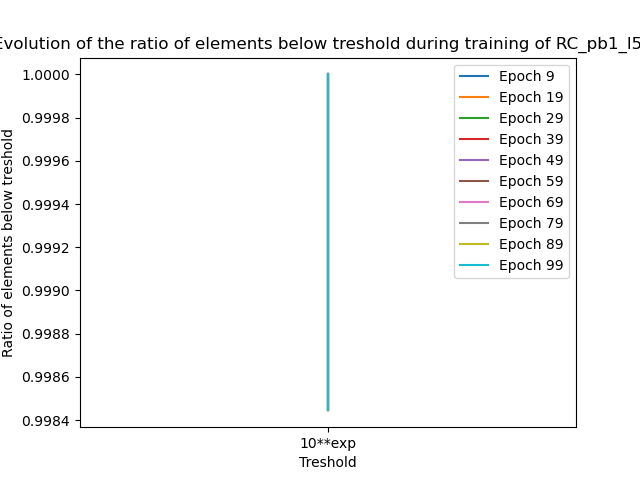 Evolution of the ratio of elements below treshold during training of RC_pb1_l5
1.0000
0.9998
0.9996
0.9994
0.9992
0.9990
0.9988
0.9986
0.9984
Ratio of elements below treshold
Epoch 9
Epoch 19
Epoch 29
Epoch 39
Epoch 49
Epoch 59
Epoch 69
Epoch 79
Epoch 89
Epoch 99
10**exp
Treshold